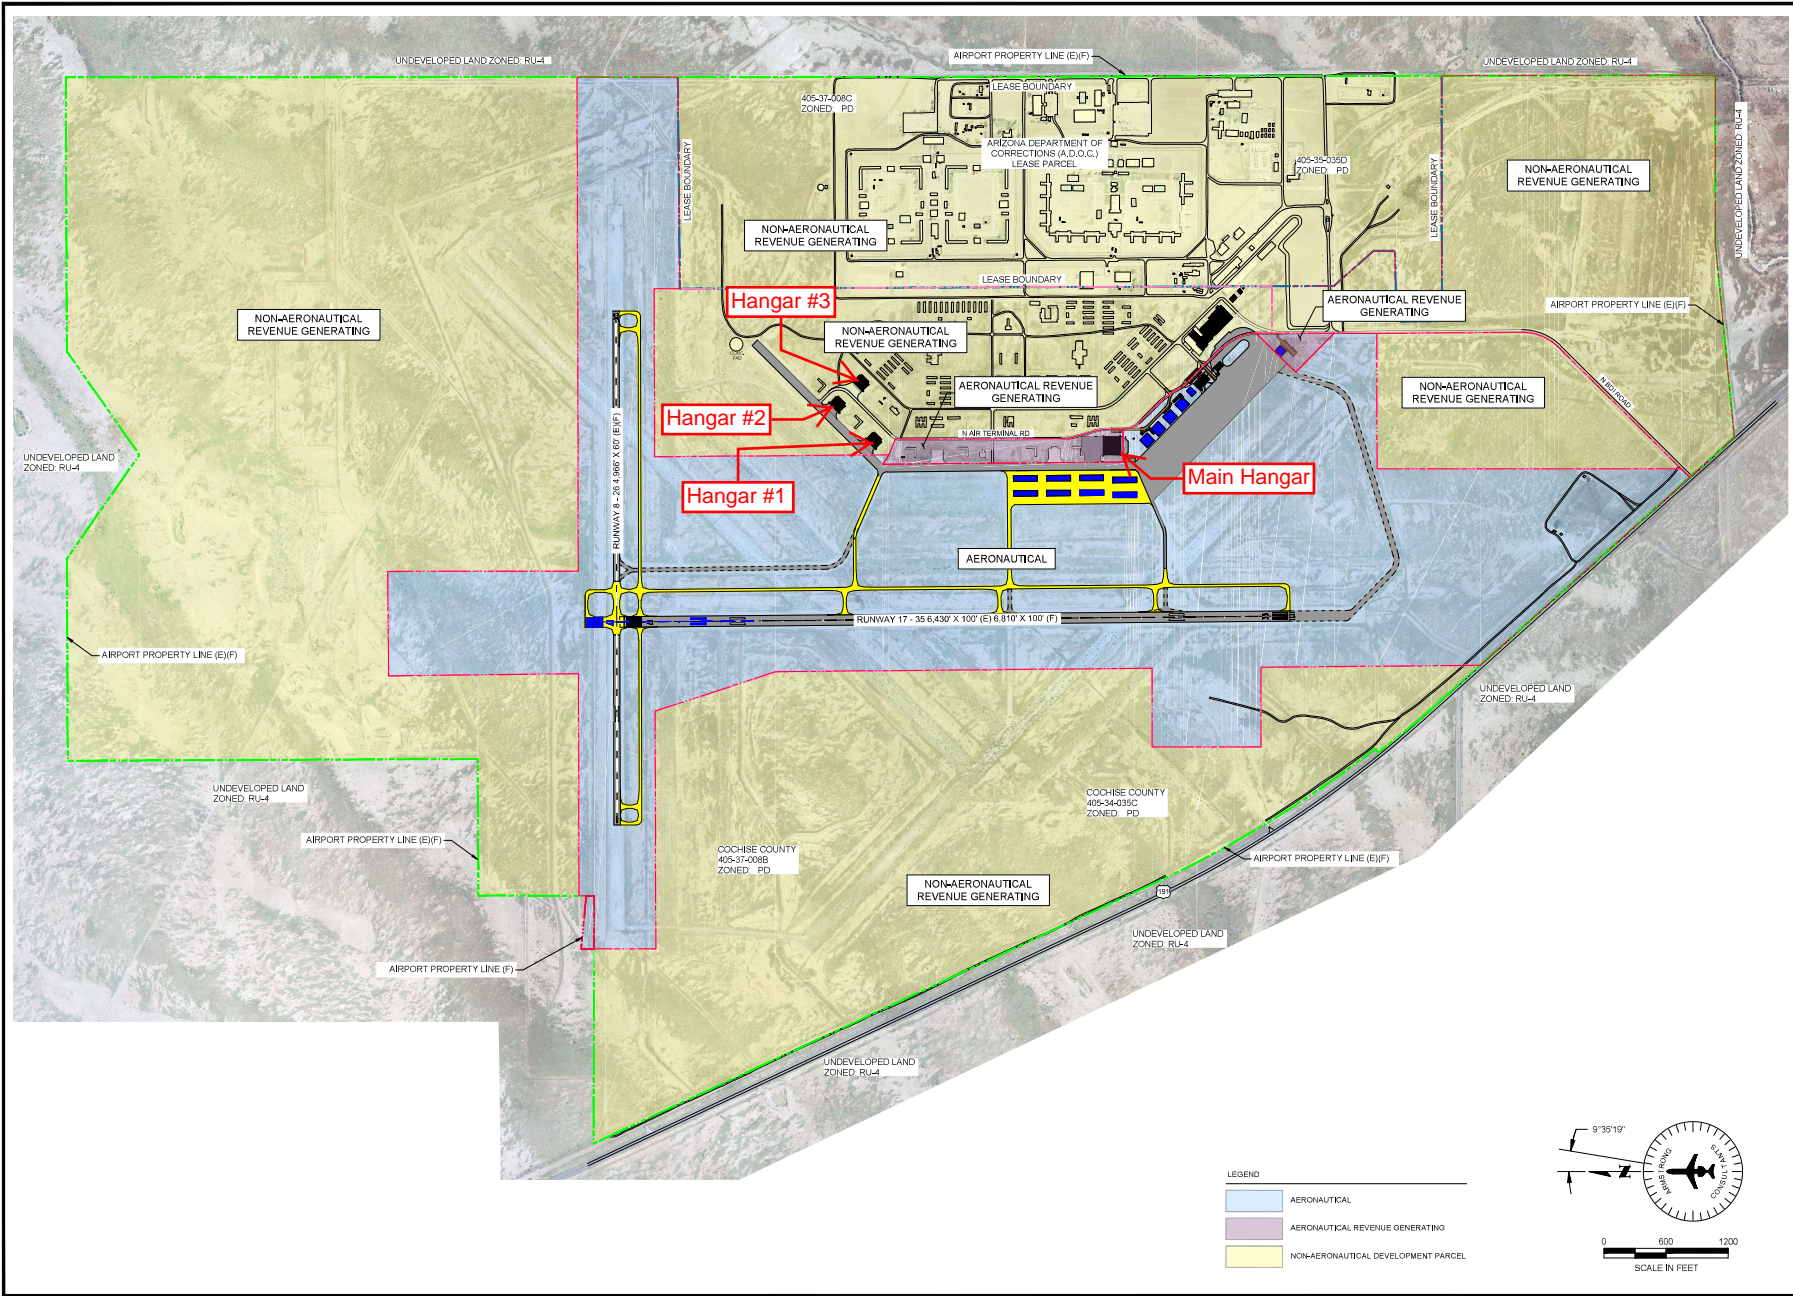 UNDEVELOPED LAND ZONED: RU-4
AIRPORT PROPERTY LINE (E)(F)
UNDEVELOPED LAND ZONED: RU-4
LEASE BOUNDARY
405-37-008C
ZONED: PD
ARIZONA DEPARTMENT OF
CORRECTIONS (A.D.O.C.)
LEASE PARCEL
405-35-035D
ZONED: PD
UNDEVELOPED LAND ZONED: RU-4
LEASE BOUNDARY
LEASE BOUNDARY
NON-AERONAUTICAL
REVENUE GENERATING
NON-AERONAUTICAL
REVENUE GENERATING
LEASE BOUNDARY
Hangar #3
AERONAUTICAL REVENUE
GENERATING
AIRPORT PROPERTY LINE (E)(F)
NON-AERONAUTICAL
REVENUE GENERATING
NON-AERONAUTICAL
REVENUE GENERATING
PAD
AERONAUTICAL REVENUE
GENERATING
NON-AERONAUTICAL
REVENUE GENERATING
N BDI ROAD
Hangar #2
N AIR TERMINAL RD
RUNWAY 8 - 26 4,966' X 60' (E)(F)
UNDEVELOPED LAND
ZONED: RU-4
Hangar #1
Main Hangar
AERONAUTICAL
RUNWAY 17 - 35 6,430' X 100' (E) 6,810' X 100' (F)
AIRPORT PROPERTY LINE (E)(F)
UNDEVELOPED LAND
ZONED: RU-4
UNDEVELOPED LAND
ZONED: RU-4
COCHISE COUNTY
405-34-035C
ZONED: PD
AIRPORT PROPERTY LINE (E)(F)
COCHISE COUNTY
405-37-008B
ZONED: PD
AIRPORT PROPERTY LINE (E)(F)
NON-AERONAUTICAL
REVENUE GENERATING
191
UNDEVELOPED LAND
ZONED: RU-4
AIRPORT PROPERTY LINE (F)
UNDEVELOPED LAND
ZONED: RU-4
9°35'19"
N
ARMSTRONG
CONSULTANTS
LEGEND
AERONAUTICAL
AERONAUTICAL REVENUE GENERATING
NON-AERONAUTICAL DEVELOPMENT PARCEL
0 600 1200
SCALE IN FEET